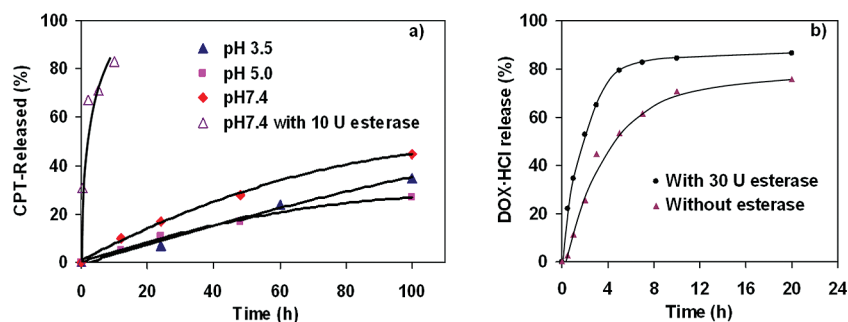 a)
CPT-Released (%)
100
80
60
40
20
0
pH 3.5
pH 5.0
pH7.4
pH7.4 with 10 U esterase
0 20 40 60 80 100
Time (h)
b)
DOX·HCl release (%)
100
80
60
40
20
0
With 30 U esterase
Without esterase
0 4 8 12 16 20 24
Time (h)